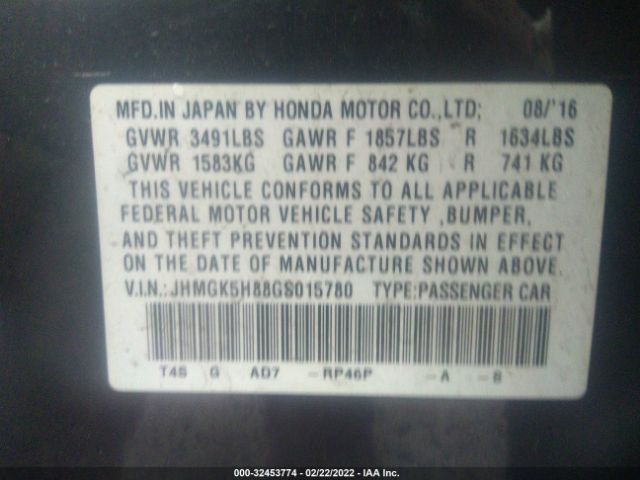 MFD.IN JAPAN BY HONDA MOTOR CO.,LTD; 08/'16
GVWR 3491LBS GAWR F 1857LBS R 1634LBS
GVWR 1583KG GAWR F 842 KG R 741 KG
THIS VEHICLE CONFORMS TO ALL APPLICABLE
FEDERAL MOTOR VEHICLE SAFETY ,BUMPER,
AND THEFT PREVENTION STANDARDS IN EFFECT
ON THE DATE OF MANUFACTURE SHOWN ABOVE.
V.I.N.:JHMGK5H88GS015780 TYPE:PASSENGER CAR
T4S G AD7 -RP46P -A -B
000-32453774 - 02/22/2022 - IAA Inc.